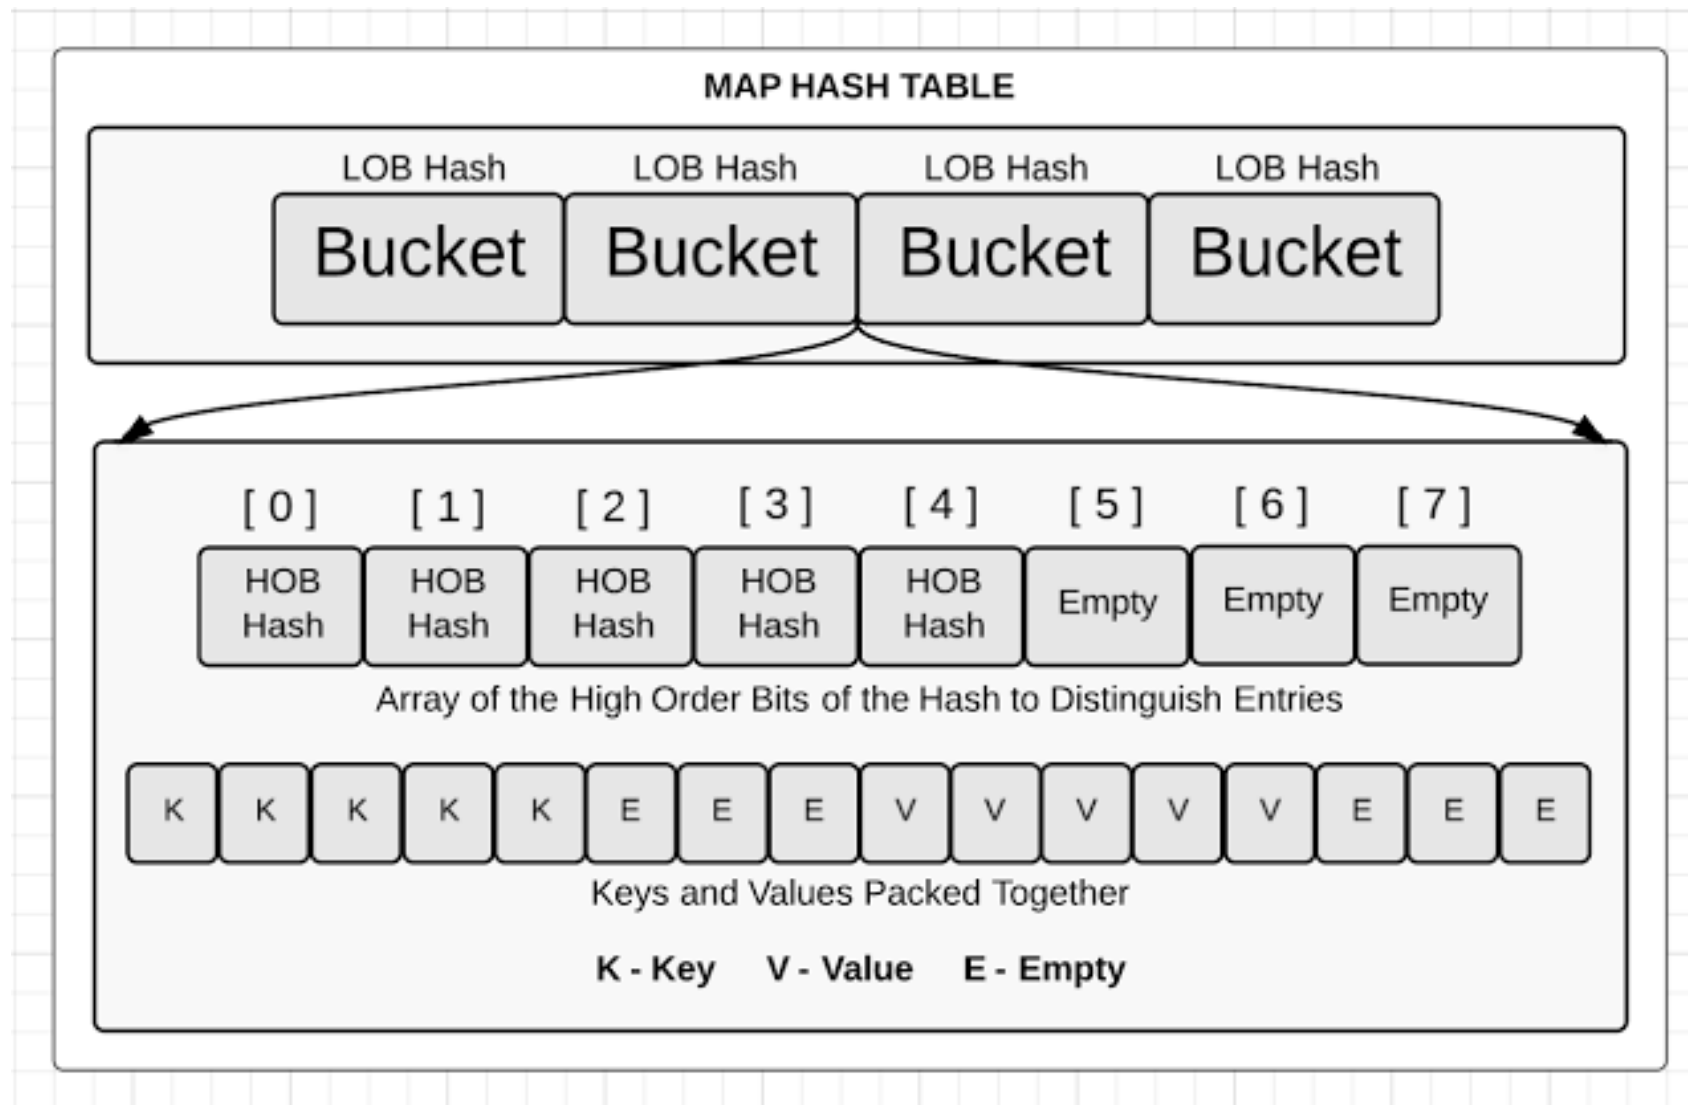 MAP HASH TABLE
LOB Hash LOB Hash LOB Hash LOB Hash
Bucket Bucket Bucket Bucket
[ 0 ] [ 1 ] [ 2 ] [ 3 ] [ 4 ] [ 5 ] [ 6 ] [ 7 ]
HOB Hash HOB Hash HOB Hash HOB Hash HOB Hash Empty Empty Empty
Array of the High Order Bits of the Hash to Distinguish Entries
K K K K K E E E V V V V V E E E
Keys and Values Packed Together
K - Key V - Value E - Empty